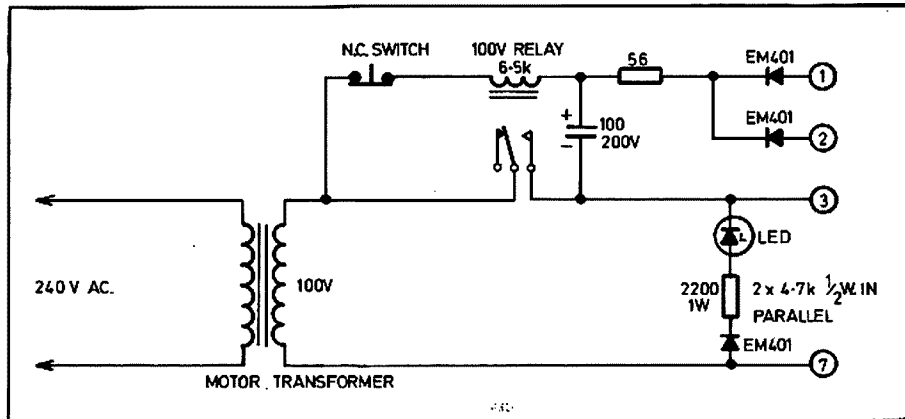 N.C. SWITCH
100V RELAY
6·5k
56
EM401
1
EM401
2
+
100
200V
−
3
LED
240 V AC.
100V
2200
1W
2 x 4·7k 1/2W. IN
PARALLEL
EM401
7
MOTOR TRANSFORMER